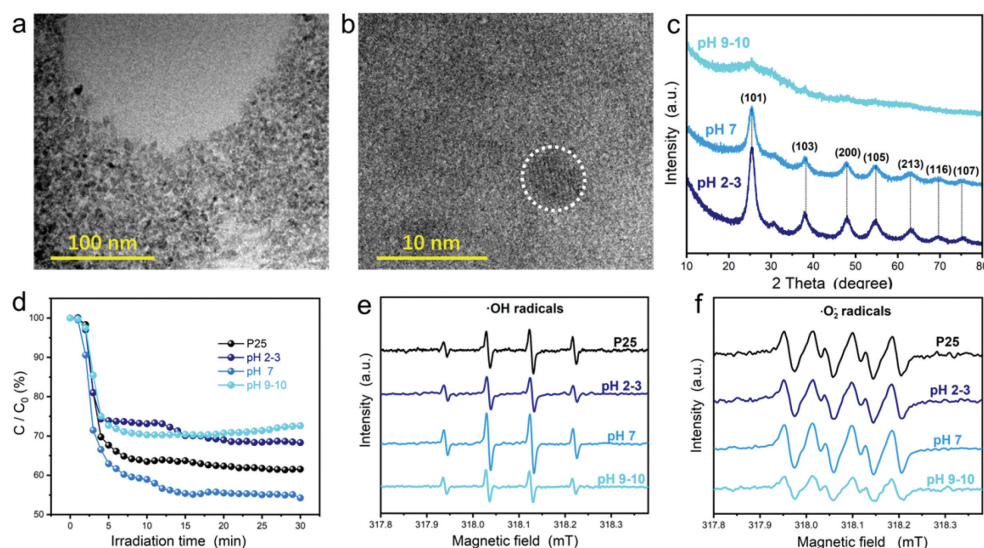 a
100 nm
b
10 nm
c
pH 9-10
pH 7
pH 2-3
(101)
(103)
(200)
(105)
(213)
(116)
(107)
Intensity (a.u.)
10 20 30 40 50 60 70 80
2 Theta (degree)
d
P25
pH 2-3
pH 7
pH 9-10
C / C₀ (%)
100
90
80
70
60
50
0 5 10 15 20 25 30
Irradiation time (min)
e
·OH radicals
P25
pH 2-3
pH 7
pH 9-10
Intensity (a.u.)
317.8 317.9 318.0 318.1 318.2 318.3
Magnetic field (mT)
f
·O₂⁻ radicals
P25
pH 2-3
pH 7
pH 9-10
Intensity (a.u.)
317.8 317.9 318.0 318.1 318.2 318.3
Magnetic field (mT)